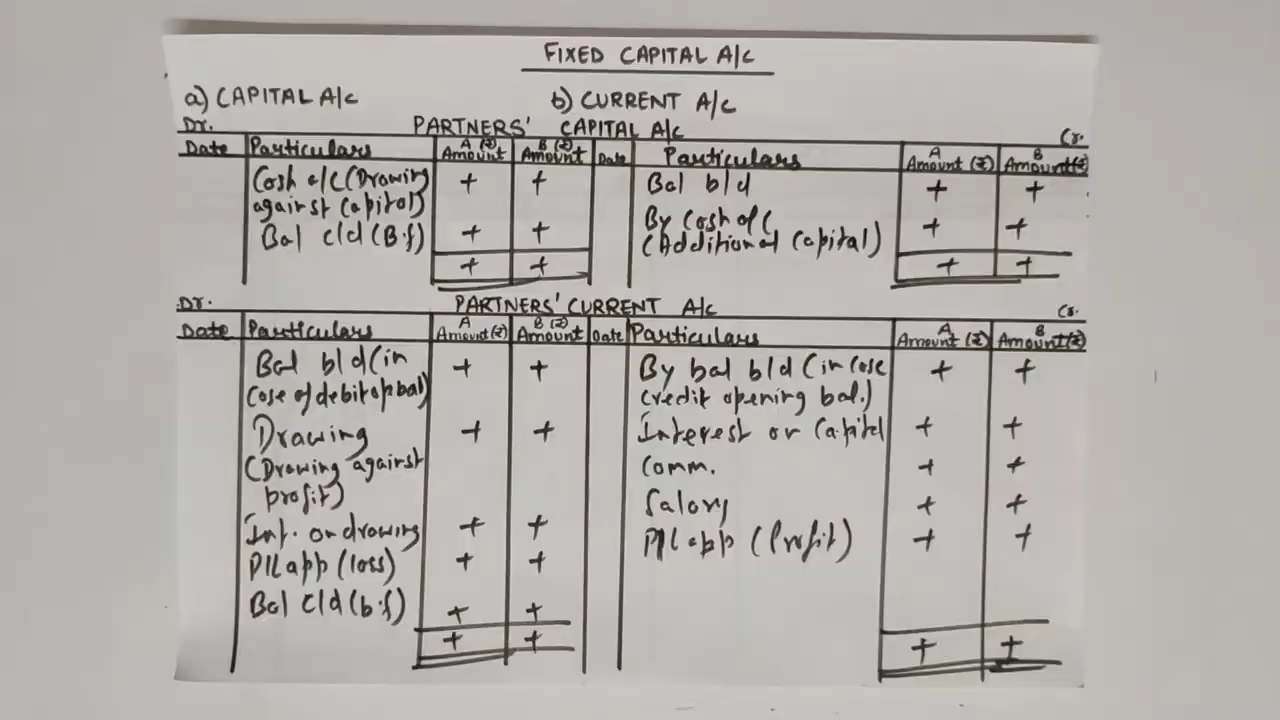 FIXED CAPITAL A/c
a) CAPITAL A/c b) CURRENT A/c
PARTNERS' CAPITAL A/c
Dr. Cr.
Date Particulars A (₹) Amount B (₹) Amount Date Particulars A Amount (₹) B Amount (₹)
Cash a/c (Drawing + + Bal b/d + +
against Capital)
By Cash a/c + +
Bal c/d (B.f) + + (Additional Capital)
+ + + +
Dr. PARTNERS' CURRENT A/c Cr.
Date Particulars A Amount (₹) B (₹) Amount Date Particulars A Amount (₹) B Amount (₹)
Bal b/d (in + + By bal b/d (in case + +
case of debit op bal) credit opening bal.)
Drawing + + Interest on Capital + +
(Drawing against Comm. + +
profit) Salary + +
Int. on drawing + + P/L app (Profit) + +
P/L app (loss) + +
Bal c/d (b.f) + +
+ + + +